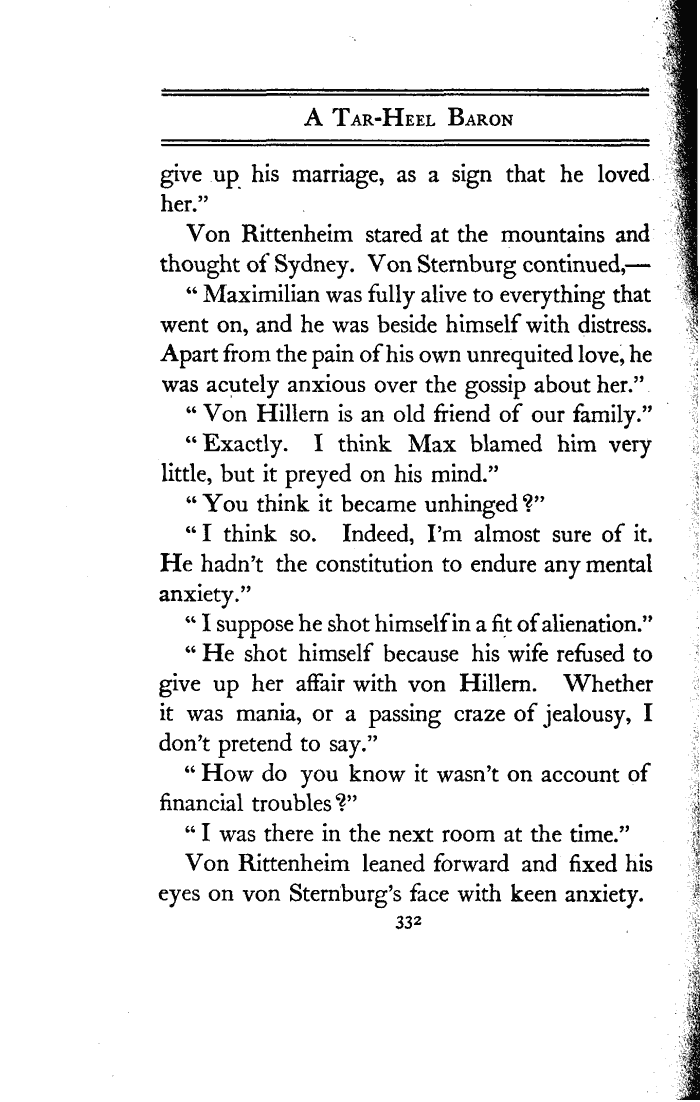 A TAR-HEEL BARON
give up his marriage, as a sign that he loved
her.”
Von Rittenheim stared at the mountains and
thought of Sydney. Von Sternburg continued,—
“ Maximilian was fully alive to everything that
went on, and he was beside himself with distress.
Apart from the pain of his own unrequited love, he
was acutely anxious over the gossip about her.”
“ Von Hillern is an old friend of our family.”
“ Exactly. I think Max blamed him very
little, but it preyed on his mind.”
“ You think it became unhinged?”
“ I think so. Indeed, I’m almost sure of it.
He hadn’t the constitution to endure any mental
anxiety.”
“ I suppose he shot himself in a fit of alienation.”
“ He shot himself because his wife refused to
give up her affair with von Hillern. Whether
it was mania, or a passing craze of jealousy, I
don’t pretend to say.”
“ How do you know it wasn’t on account of
financial troubles?”
“ I was there in the next room at the time.”
Von Rittenheim leaned forward and fixed his
eyes on von Sternburg’s face with keen anxiety.
332